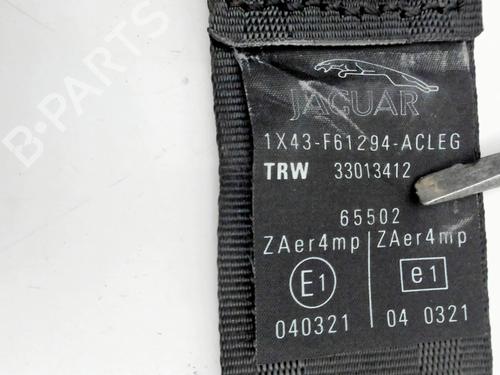 B-PARTS
JAGUAR
1X43-F61294-ACLEG
TRW 33013412
65502
ZAer4mp ZAer4mp
E1 e1
040321 04 0321